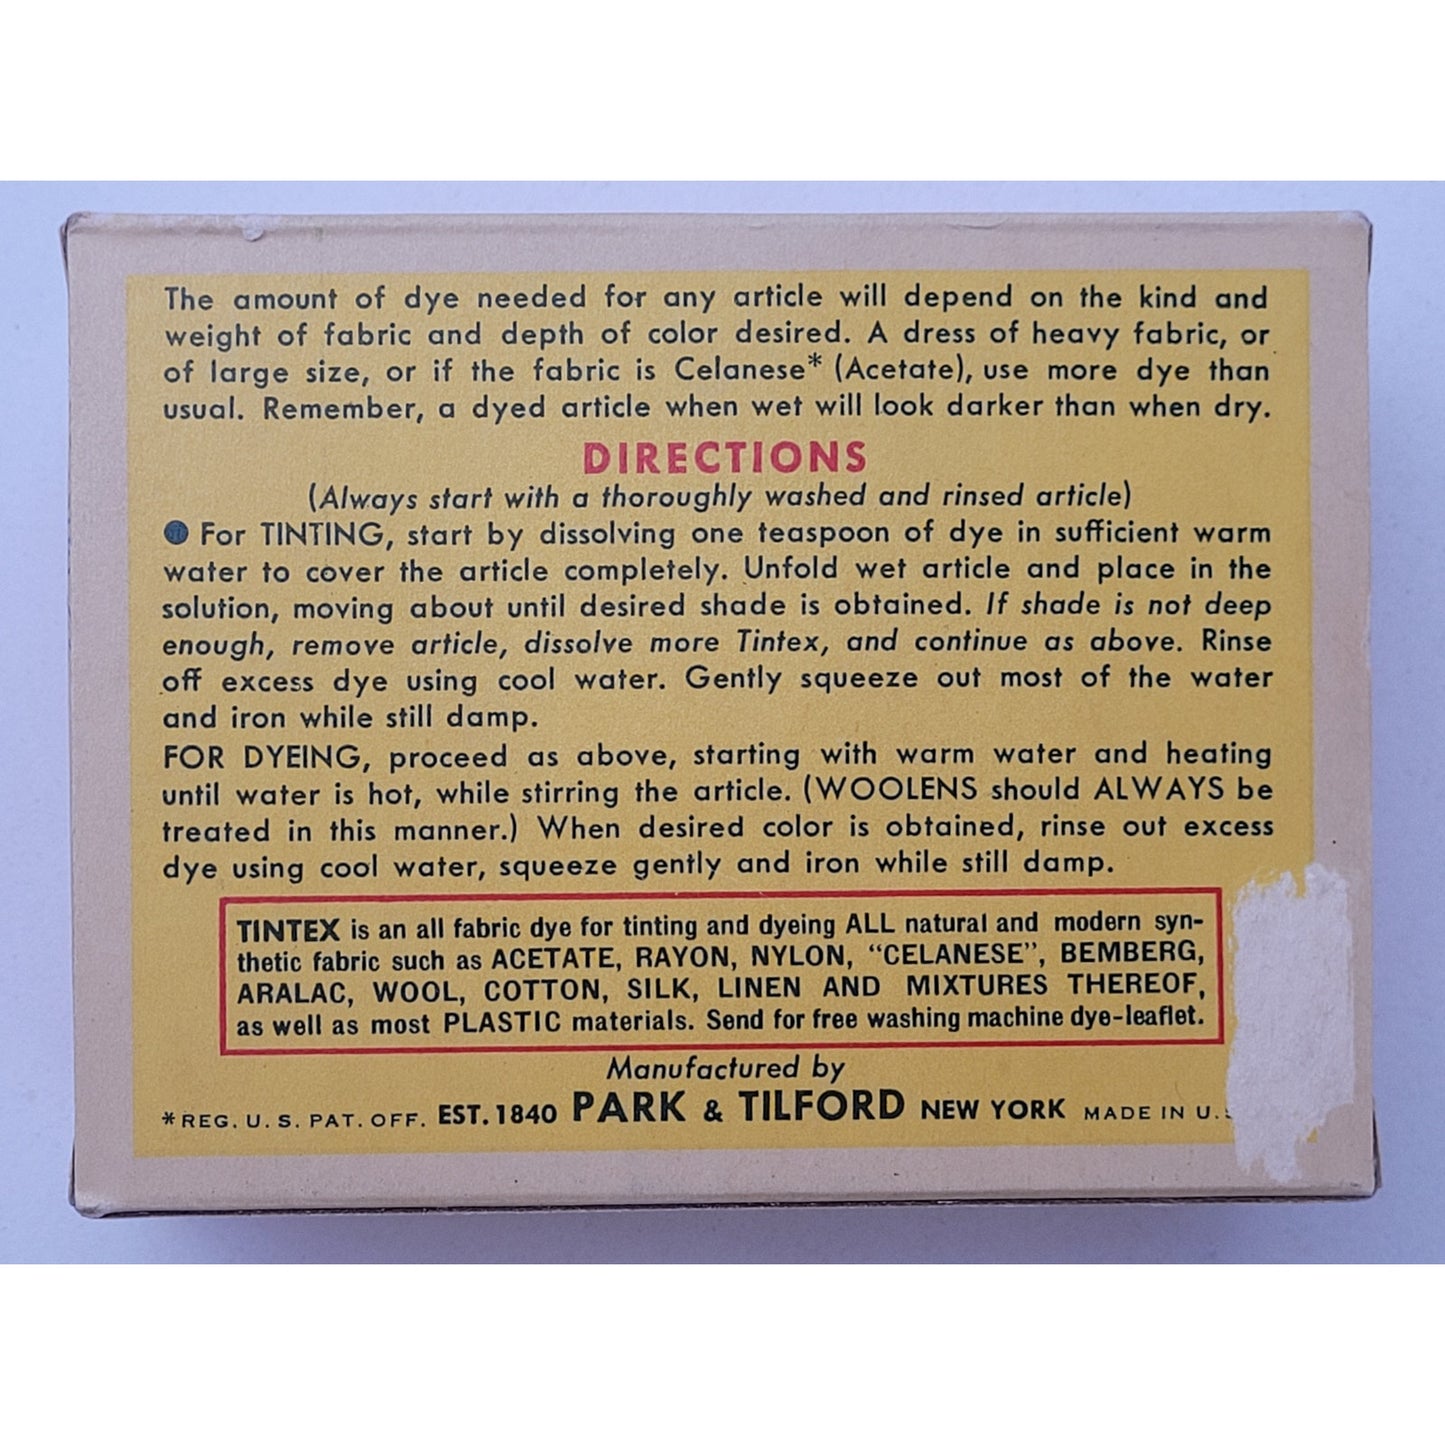 The amount of dye needed for any article will depend on the kind and
weight of fabric and depth of color desired. A dress of heavy fabric, or
of large size, or if the fabric is Celanese* (Acetate), use more dye than
usual. Remember, a dyed article when wet will look darker than when dry.
DIRECTIONS
(Always start with a thoroughly washed and rinsed article)
● For TINTING, start by dissolving one teaspoon of dye in sufficient warm
water to cover the article completely. Unfold wet article and place in the
solution, moving about until desired shade is obtained. If shade is not deep
enough, remove article, dissolve more Tintex, and continue as above. Rinse
off excess dye using cool water. Gently squeeze out most of the water
and iron while still damp.
FOR DYEING, proceed as above, starting with warm water and heating
until water is hot, while stirring the article. (WOOLENS should ALWAYS be
treated in this manner.) When desired color is obtained, rinse out excess
dye using cool water, squeeze gently and iron while still damp.
TINTEX is an all fabric dye for tinting and dyeing ALL natural and modern syn-
thetic fabric such as ACETATE, RAYON, NYLON, "CELANESE", BEMBERG,
ARALAC, WOOL, COTTON, SILK, LINEN AND MIXTURES THEREOF,
as well as most PLASTIC materials. Send for free washing machine dye-leaflet.
Manufactured by
*REG. U. S. PAT. OFF. EST. 1840 PARK & TILFORD NEW YORK MADE IN U.